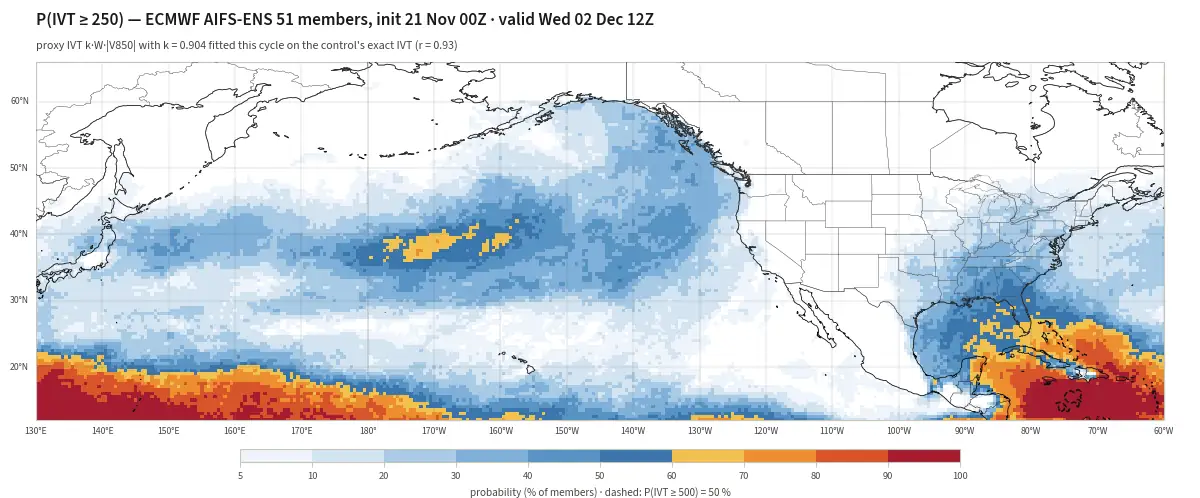 P(IVT ≥ 250) — ECMWF AIFS-ENS 51 members, init 21 Nov 00Z · valid Wed 02 Dec 12Z
proxy IVT k·W·|V850| with k = 0.904 fitted this cycle on the control's exact IVT (r = 0.93)
60°N
50°N
40°N
30°N
20°N
130°E 140°E 150°E 160°E 170°E 180° 170°W 160°W 150°W 140°W 130°W 120°W 110°W 100°W 90°W 80°W 70°W 60°W
5 10 20 30 40 50 60 70 80 90 100
probability (% of members) · dashed: P(IVT ≥ 500) = 50 %